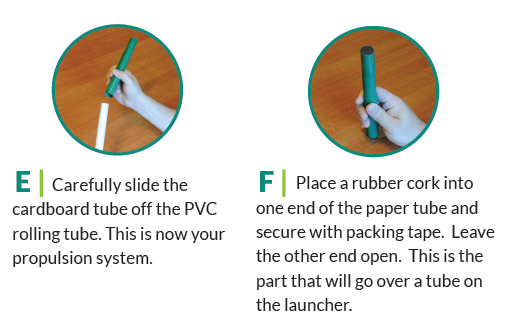 E | Carefully slide the
cardboard tube off the PVC
rolling tube. This is now your
propulsion system.
F | Place a rubber cork into
one end of the paper tube and
secure with packing tape.  Leave
the other end open.  This is the
part that will go over a tube on
the launcher.